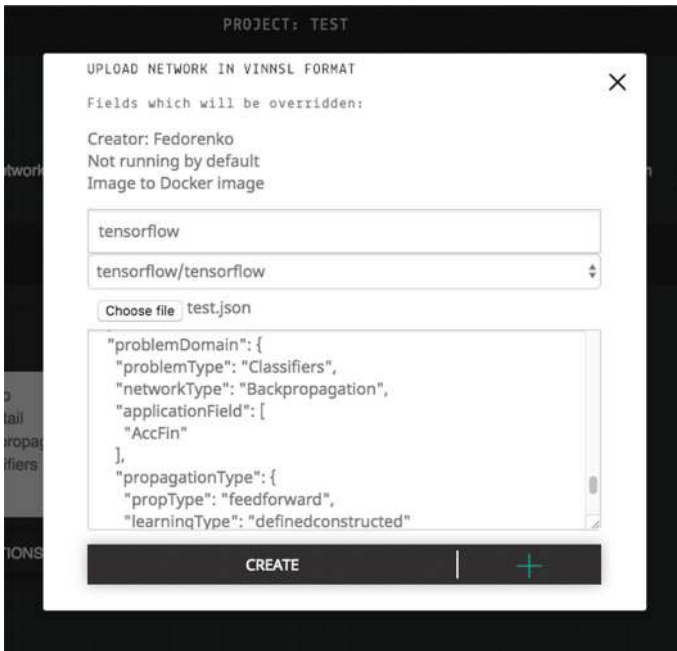 PROJECT: TEST
UPLOAD NETWORK IN VINNSL FORMAT
Fields which will be overridden:
Creator: Fedorenko
Not running by default
Image to Docker image
tensorflow
tensorflow/tensorflow
Choose file test.json
"problemDomain": {
"problemType": "Classifiers",
"networkType": "Backpropagation",
"applicationField": [
"AccFin"
],
"propagationType": {
"propType": "feedforward",
"learningType": "definedconstructed"
CREATE